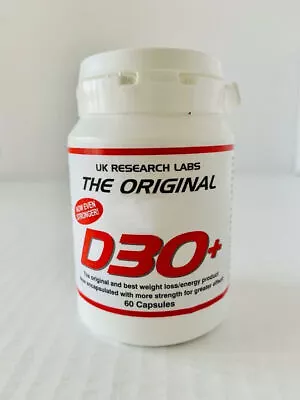 UK RESEARCH LABS
THE ORIGINAL
NOW EVEN
STRONGER!
D30+
The original and best weight loss/energy product
now encapsulated with more strength for greater effect!
60 Capsules